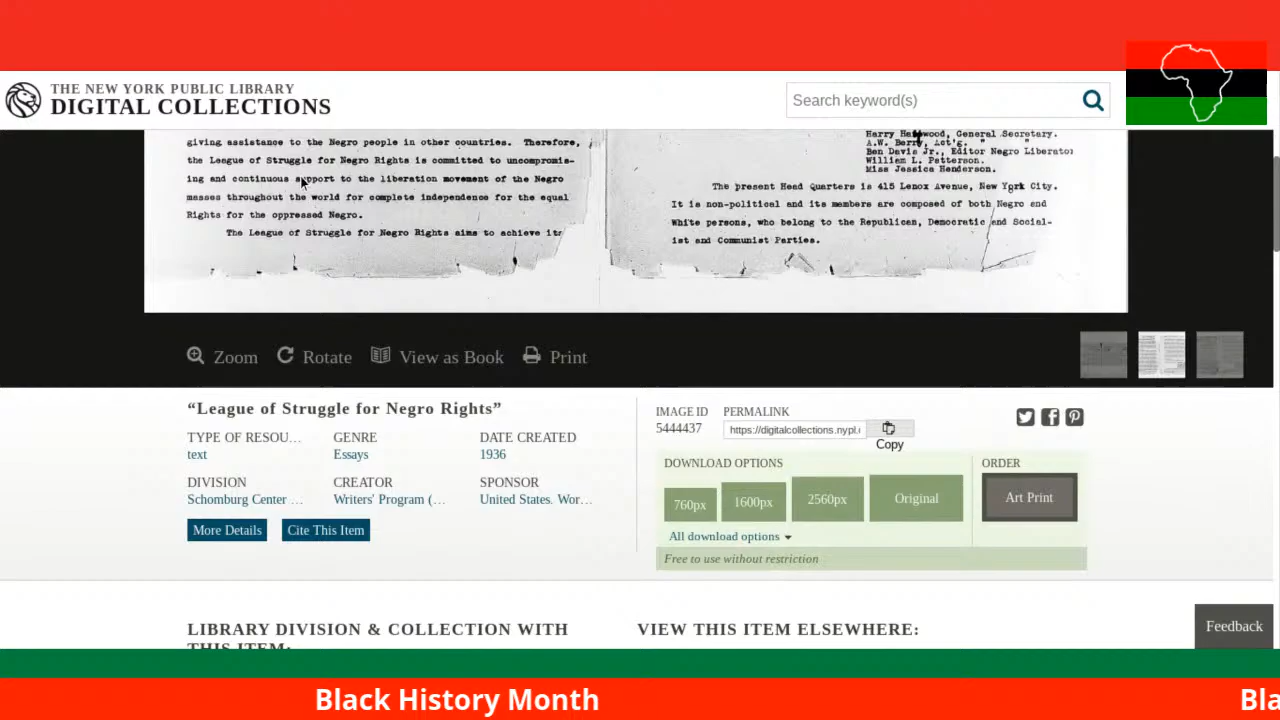 THE NEW YORK PUBLIC LIBRARY
DIGITAL COLLECTIONS
Search keyword(s)
giving assistance to the Negro people in other countries. Therefore,
the League of Struggle for Negro Rights is committed to uncompromis-
ing and continuous support to the liberation movement of the Negro
masses throughout the world for complete independence for the equal
Rights for the oppressed Negro.
The League of Struggle for Negro Rights aims to achieve its
Harry Haywood, General Secretary.
A.W. Berry, Act'g. " "
Ben Davis Jr., Editor Negro Liberator
William L. Patterson.
Miss Jessica Henderson.
The present Head Quarters is 415 Lenox Avenue, New York City.
It is non-political and its members are composed of both Negro and
White persons, who belong to the Republican, Democratic and Social-
ist and Communist Parties.
Zoom Rotate View as Book Print
“League of Struggle for Negro Rights”
TYPE OF RESOU... GENRE DATE CREATED
text Essays 1936
DIVISION CREATOR SPONSOR
Schomburg Center ... Writers' Program (... United States. Wor...
More Details Cite This Item
IMAGE ID PERMALINK
5444437 https://digitalcollections.nypl.
Copy
DOWNLOAD OPTIONS ORDER
760px 1600px 2560px Original Art Print
All download options
Free to use without restriction
LIBRARY DIVISION & COLLECTION WITH
THIS ITEM:
VIEW THIS ITEM ELSEWHERE:
Feedback
Black History Month
Bla